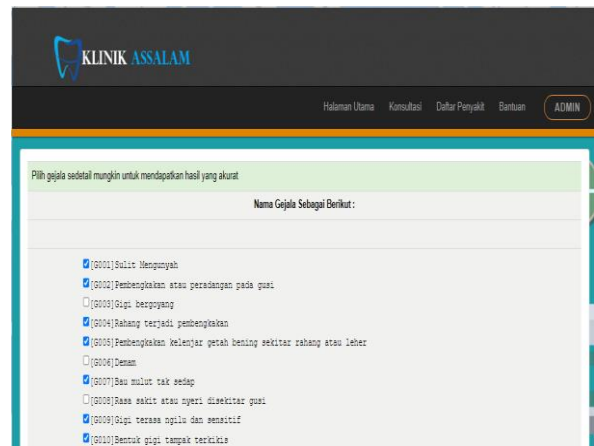 KLINIK ASSALAM
Halaman Utama Konsultasi Daftar Penyakit Bantuan ADMIN
Pilih gejala sedetail mungkin untuk mendapatkan hasil yang akurat
Nama Gejala Sebagai Berikut :
[G001]Sulit Mengunyah
[G002]Pembengkakan atau peradangan pada gusi
[G003]Gigi bergoyang
[G004]Rahang terjadi pembengkakan
[G005]Pembengkakan kelenjar getah bening sekitar rahang atau leher
[G006]Demam
[G007]Bau mulut tak sedap
[G008]Rasa sakit atau nyeri disekitar gusi
[G009]Gigi terasa ngilu dan sensitif
[G010]Bentuk gigi tampak terkikis